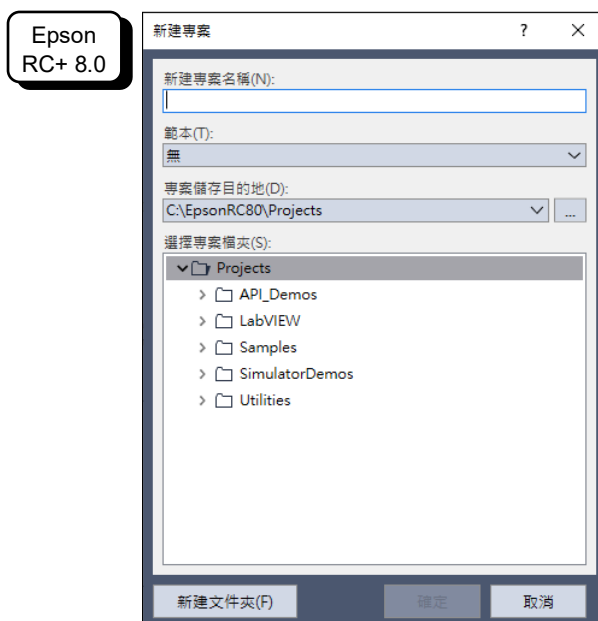 Epson
RC+ 8.0
新建專案
?
新建專案名稱(N):
範本(T):
無
專案儲存目的地(D):
C:\EpsonRC80\Projects
...
選擇專案檔夾(S):
Projects
API_Demos
LabVIEW
Samples
SimulatorDemos
Utilities
新建文件夾(F)
確定
取消